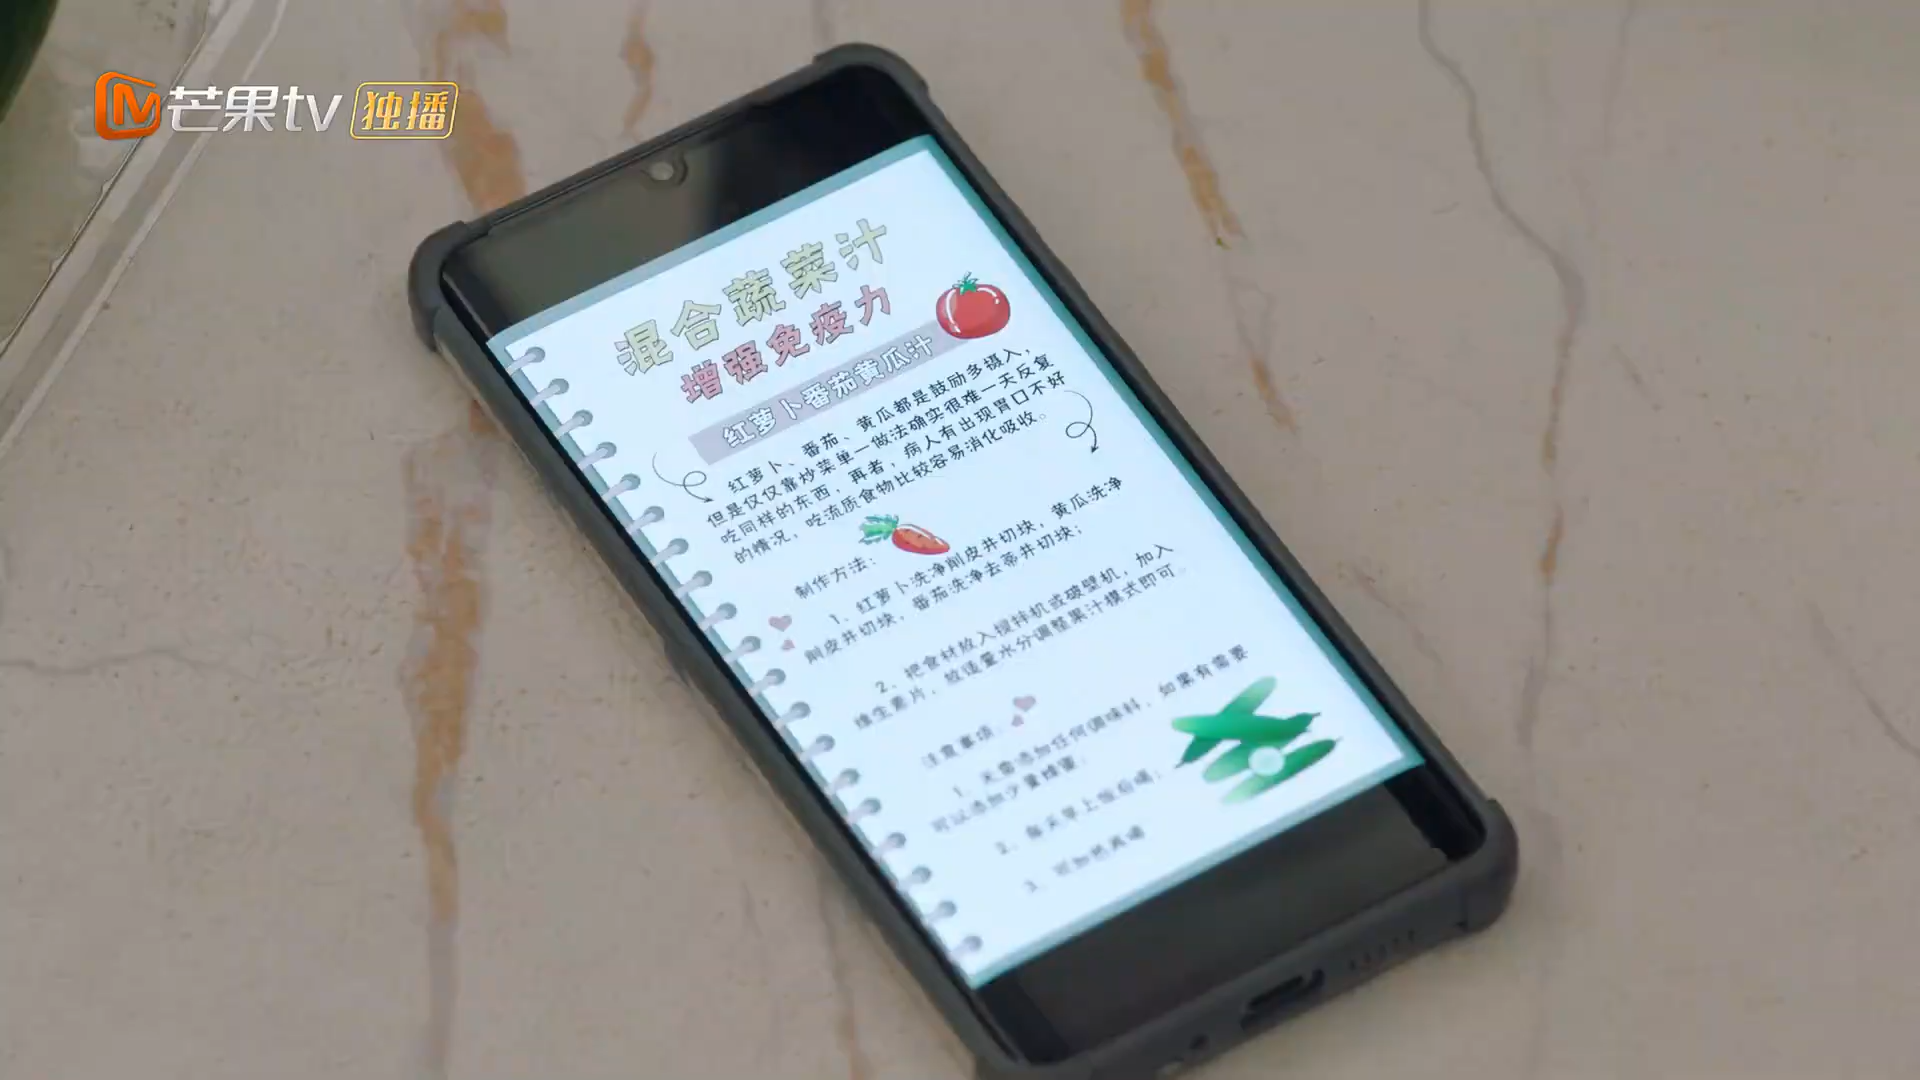 芒果tv 独播
混合蔬菜汁
增强免疫力
红萝卜番茄黄瓜汁
红萝卜、番茄、黄瓜都是鼓励多摄入,
但是仅仅靠炒菜单一做法确实很难一天反复
吃同样的东西,再者,病人有出现胃口不好
的情况,吃流质食物比较容易消化吸收。
制作方法:
1、红萝卜洗净削皮并切块,黄瓜洗净
削皮并切块,番茄洗净去蒂并切块;
2、把食材放入搅拌机或破壁机,加入
维生素片,放适量水分调整果汁模式即可。
注意事项:
1、无需添加任何调味料,如果有需要
可以添加少量蜂蜜;
2、每天早上饭后喝;
3、可加热再喝